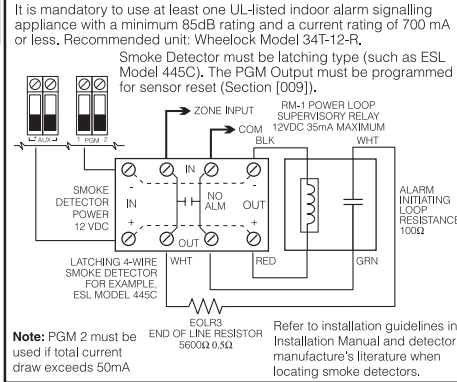 It is mandatory to use at least one UL-listed indoor alarm signalling
appliance with a minimum 85dB rating and a current rating of 700 mA
or less. Recommended unit: Wheelock Model 34T-12-R.
Smoke Detector must be latching type (such as ESL
Model 445C). The PGM Output must be programmed
for sensor reset (Section [009]).
ZONE INPUT
COM
RM-1 POWER LOOP
SUPERVISORY RELAY
12VDC 35mA MAXIMUM
AUX
1 PGM 2
BLK
WHT
SMOKE
DETECTOR
POWER
12 VDC
IN
-
-
IN
NO
ALM
OUT
+
+
OUT
ALARM
INITIATING
LOOP
RESISTANCE
100Ω
LATCHING 4-WIRE
SMOKE DETECTOR
FOR EXAMPLE,
ESL MODEL 445C
WHT
RED
GRN
EOLR3
END OF LINE RESISTOR
5600Ω 0.5Ω
Note: PGM 2 must be
used if total current
draw exceeds 50mA
Refer to installation guidelines in
Installation Manual and detector
manufacture's literature when
locating smoke detectors.